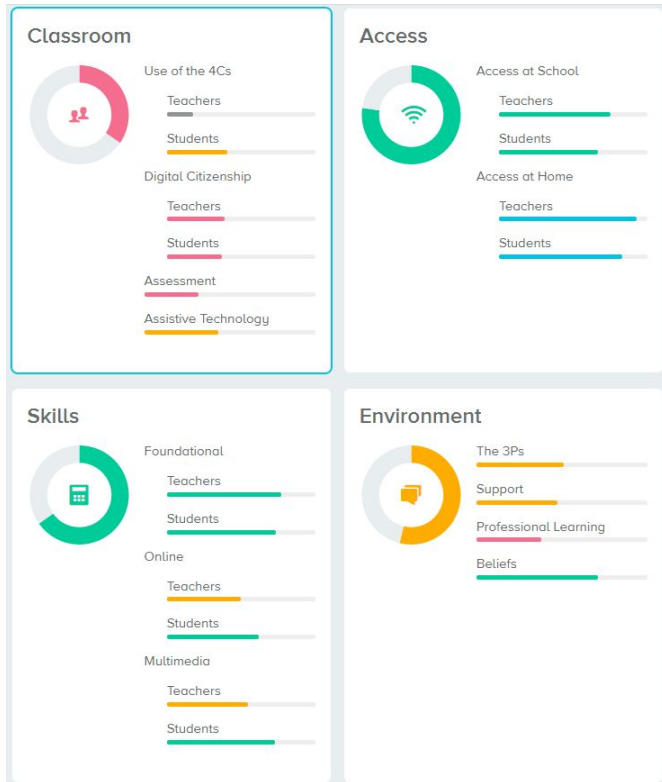 Classroom
Use of the 4Cs
Teachers
Students
Digital Citizenship
Teachers
Students
Assessment
Assistive Technology
Access
Access at School
Teachers
Students
Access at Home
Teachers
Students
Skills
Foundational
Teachers
Students
Online
Teachers
Students
Multimedia
Teachers
Students
Environment
The 3Ps
Support
Professional Learning
Beliefs